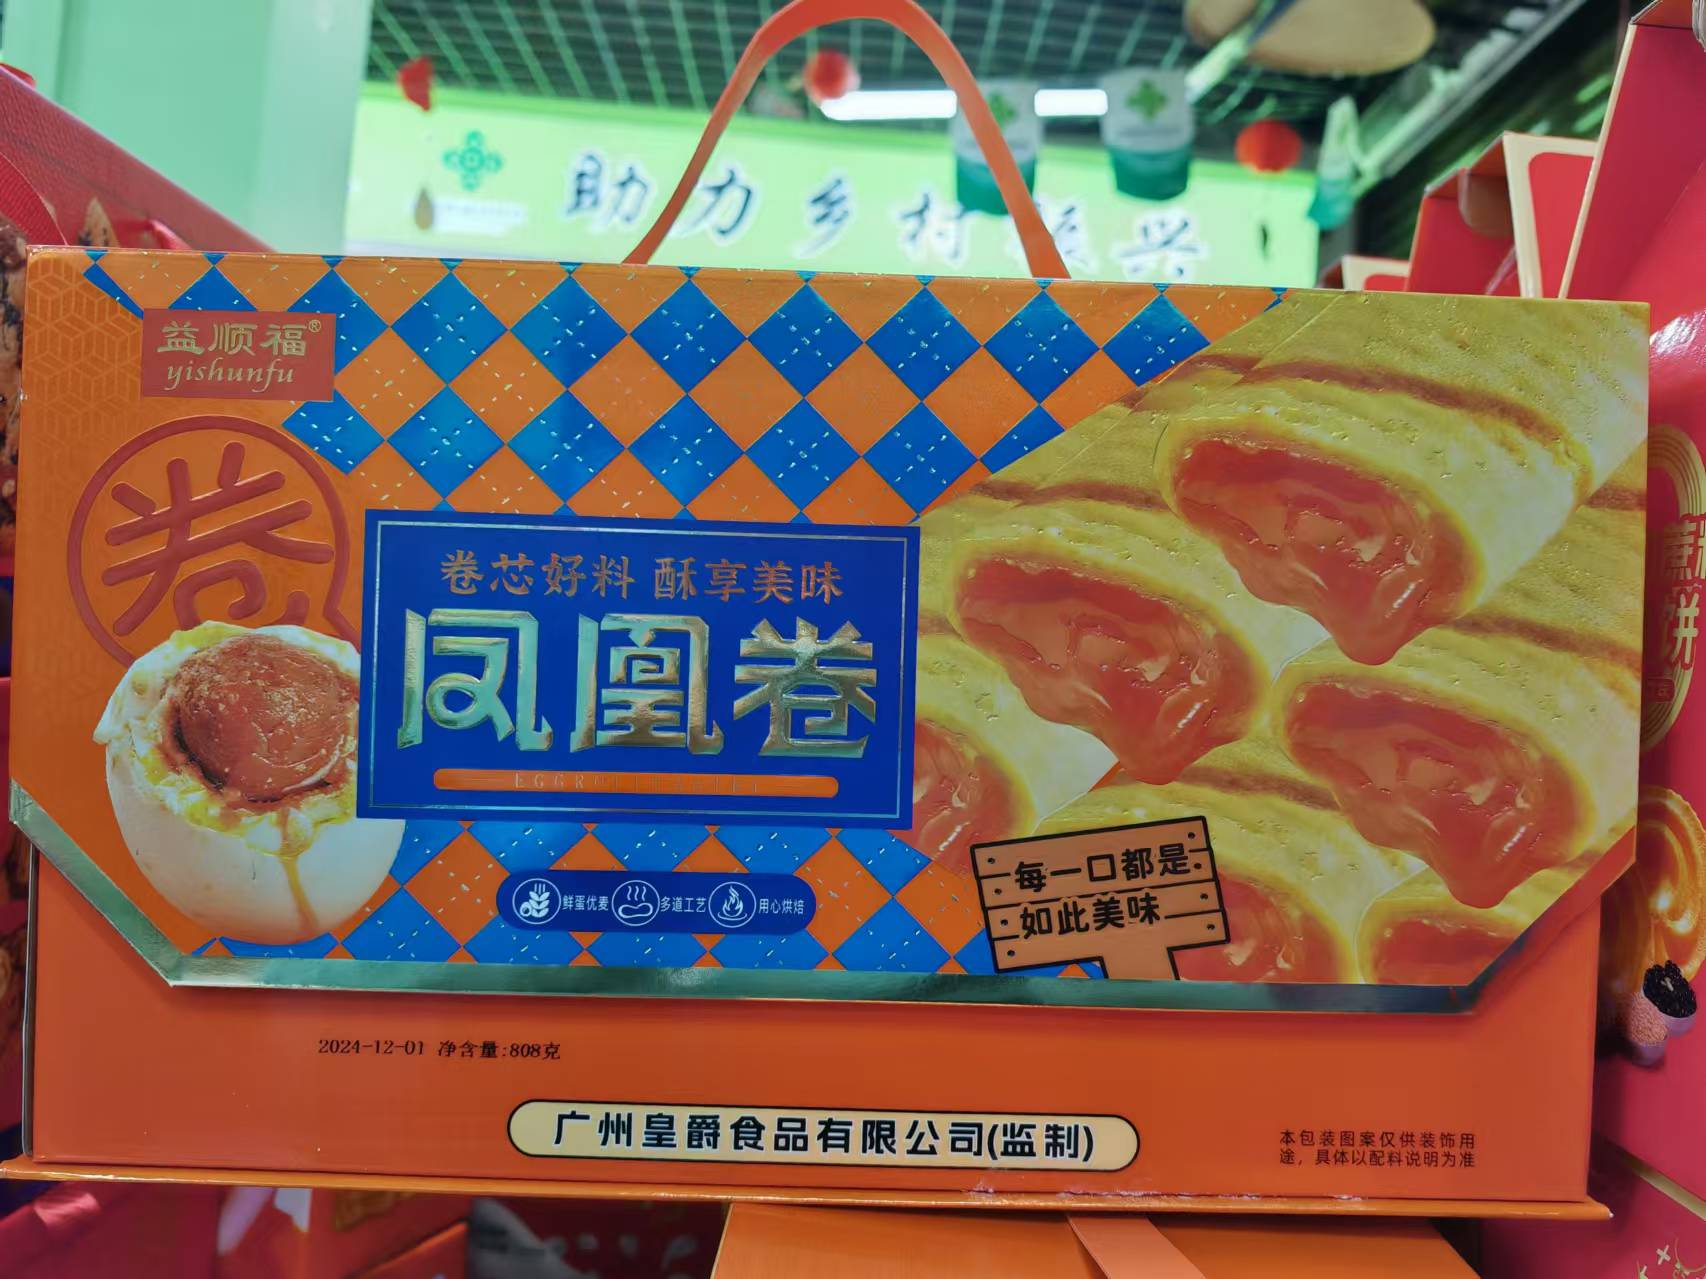 助力乡村振兴
益顺福®
yishunfu
卷
卷芯好料 酥享美味
凤凰卷
鲜蛋优麦 多道工艺 用心烘焙
每一口都是
如此美味
2024-12-01 净含量:808克
广州皇爵食品有限公司(监制)
本包装图案仅供装饰用
途，具体以配料说明为准
饼